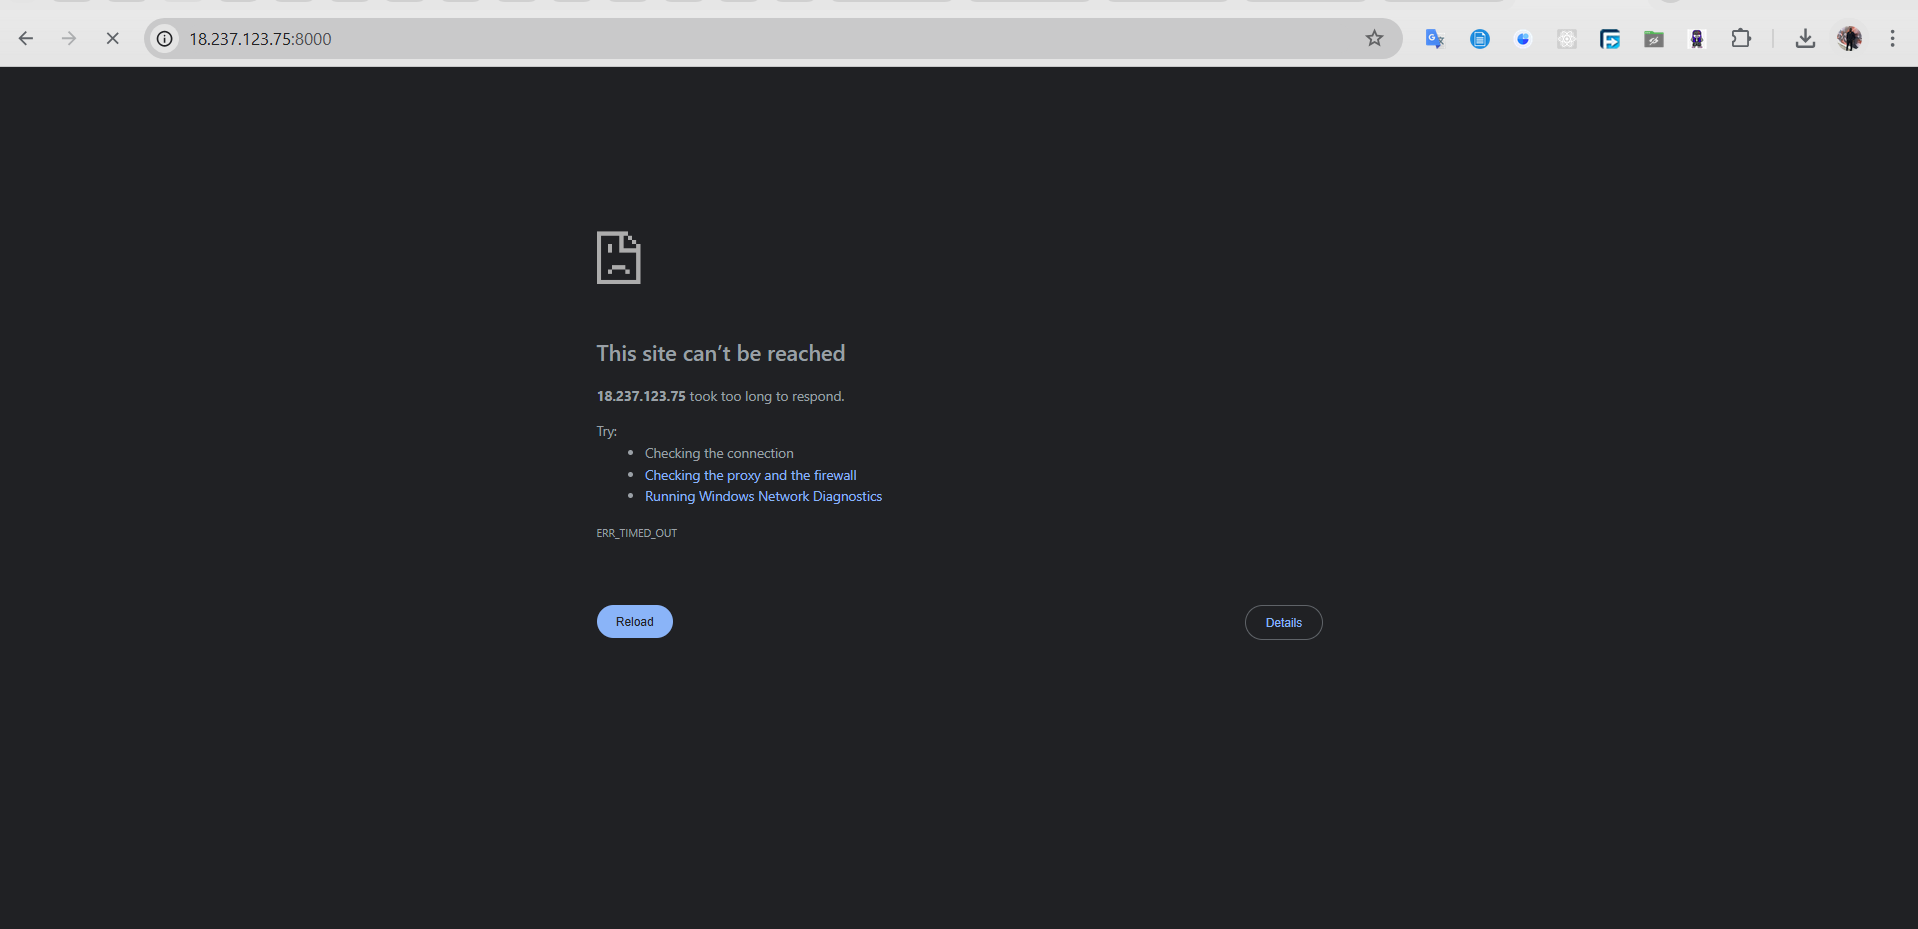 18.237.123.75:8000
This site can’t be reached
18.237.123.75 took too long to respond.
Try:
Checking the connection
Checking the proxy and the firewall
Running Windows Network Diagnostics
ERR_TIMED_OUT
Reload
Details